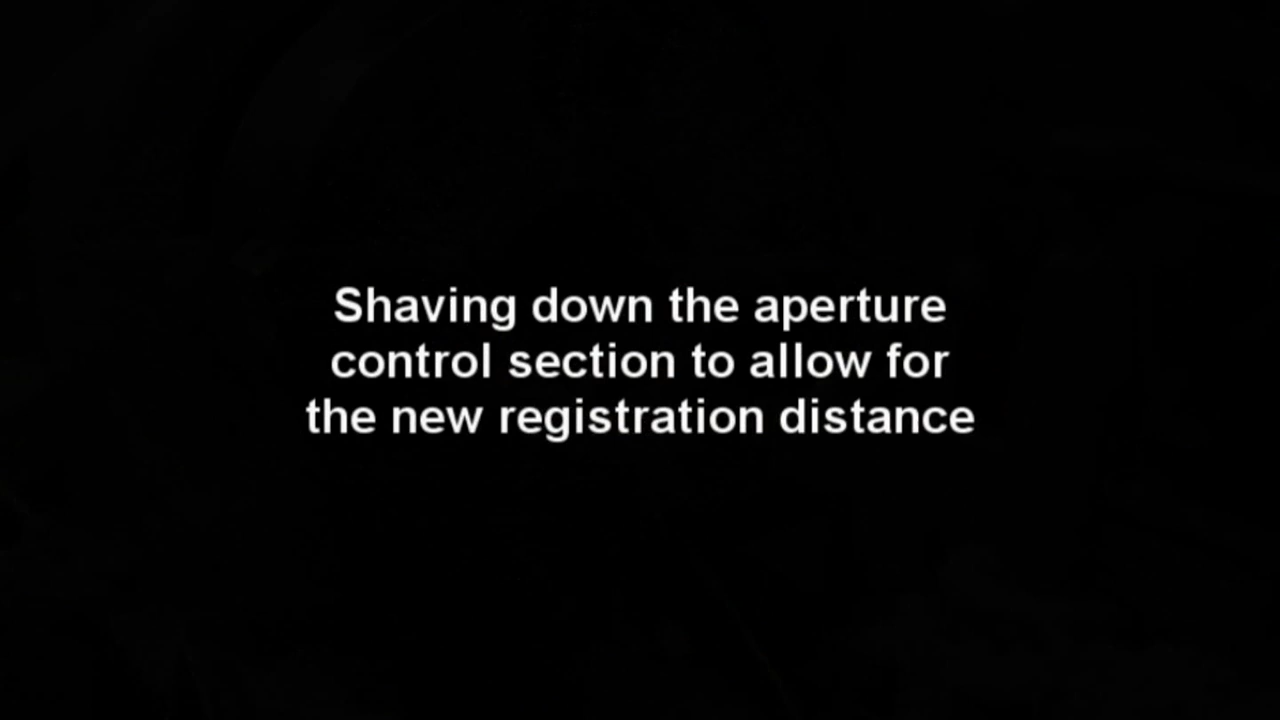 Shaving down the aperture
control section to allow for
the new registration distance